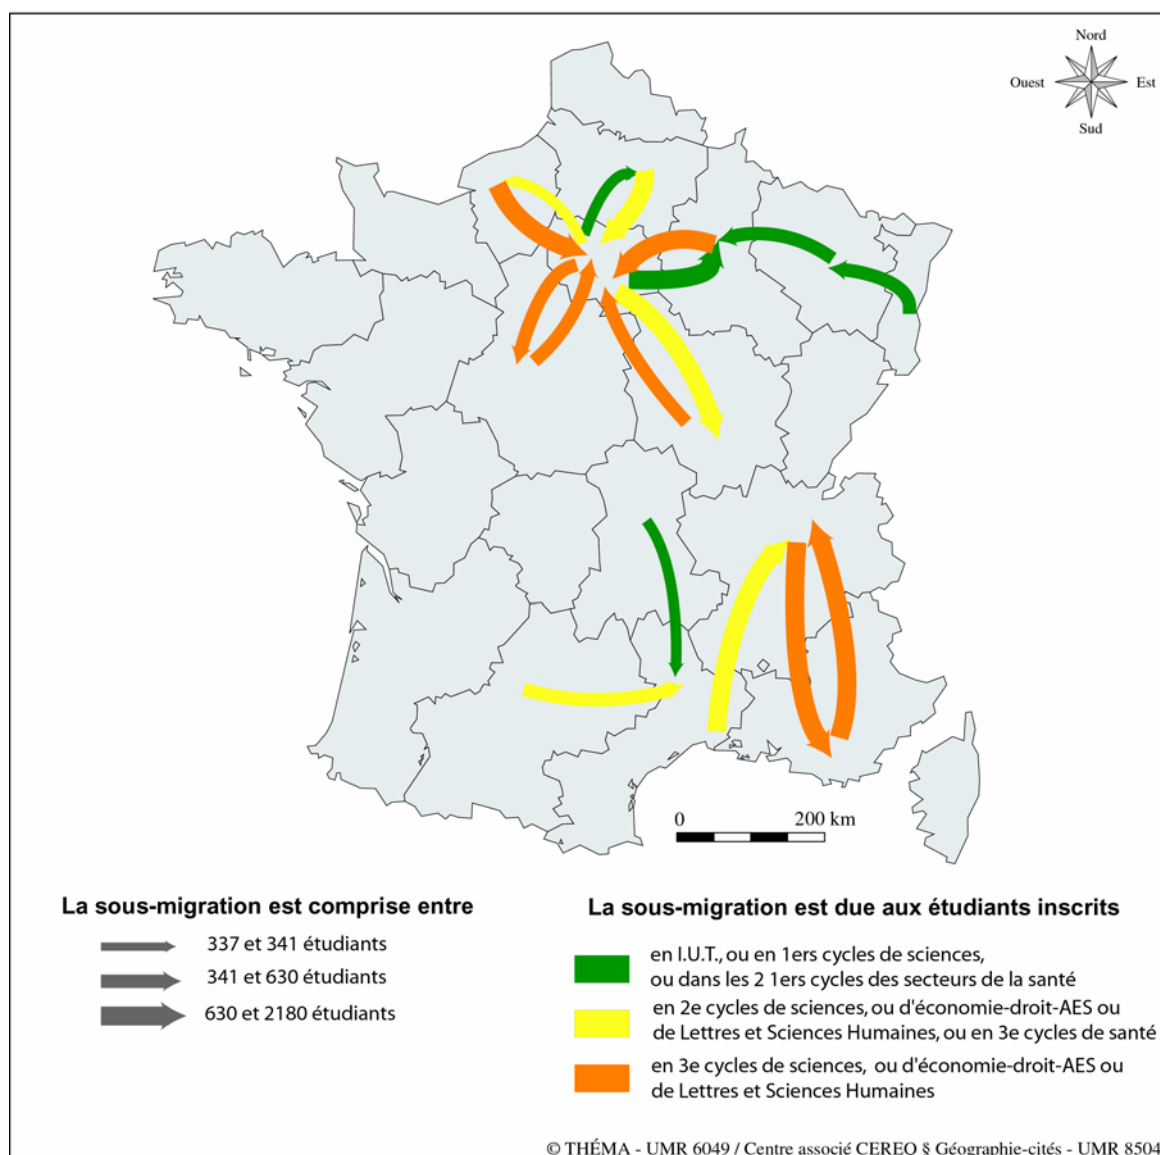 Nord
Ouest Est
Sud
0 200 km
La sous-migration est comprise entre
337 et 341 étudiants
341 et 630 étudiants
630 et 2180 étudiants
La sous-migration est due aux étudiants inscrits
en I.U.T., ou en 1ers cycles de sciences,
ou dans les 2 1ers cycles des secteurs de la santé
en 2e cycles de sciences, ou d'économie-droit-AES ou
de Lettres et Sciences Humaines, ou en 3e cycles de santé
en 3e cycles de sciences, ou d'économie-droit-AES ou
de Lettres et Sciences Humaines
© THÉMA - UMR 6049 / Centre associé CEREQ § Géographie-cités - UMR 8504